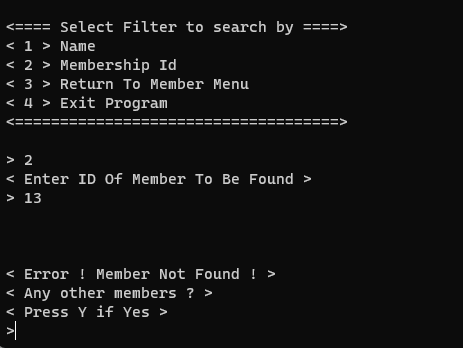 <==== Select Filter to search by ====>
< 1 > Name
< 2 > Membership Id
< 3 > Return To Member Menu
< 4 > Exit Program
<=====================================>
> 2
< Enter ID Of Member To Be Found >
> 13
< Error ! Member Not Found ! >
< Any other members ? >
< Press Y if Yes >
>